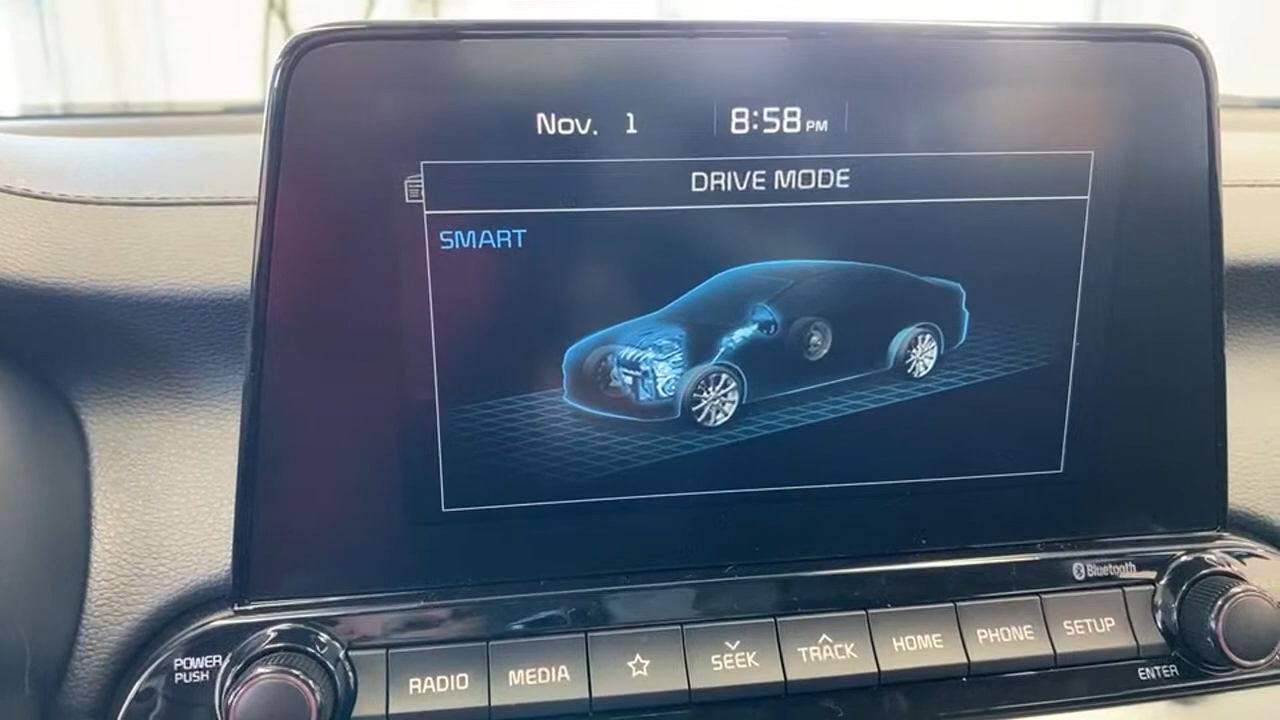 Nov. 1
8:58 PM
DRIVE MODE
SMART
Bluetooth
POWER
PUSH
RADIO
MEDIA
SEEK
TRACK
HOME
PHONE
SETUP
ENTER